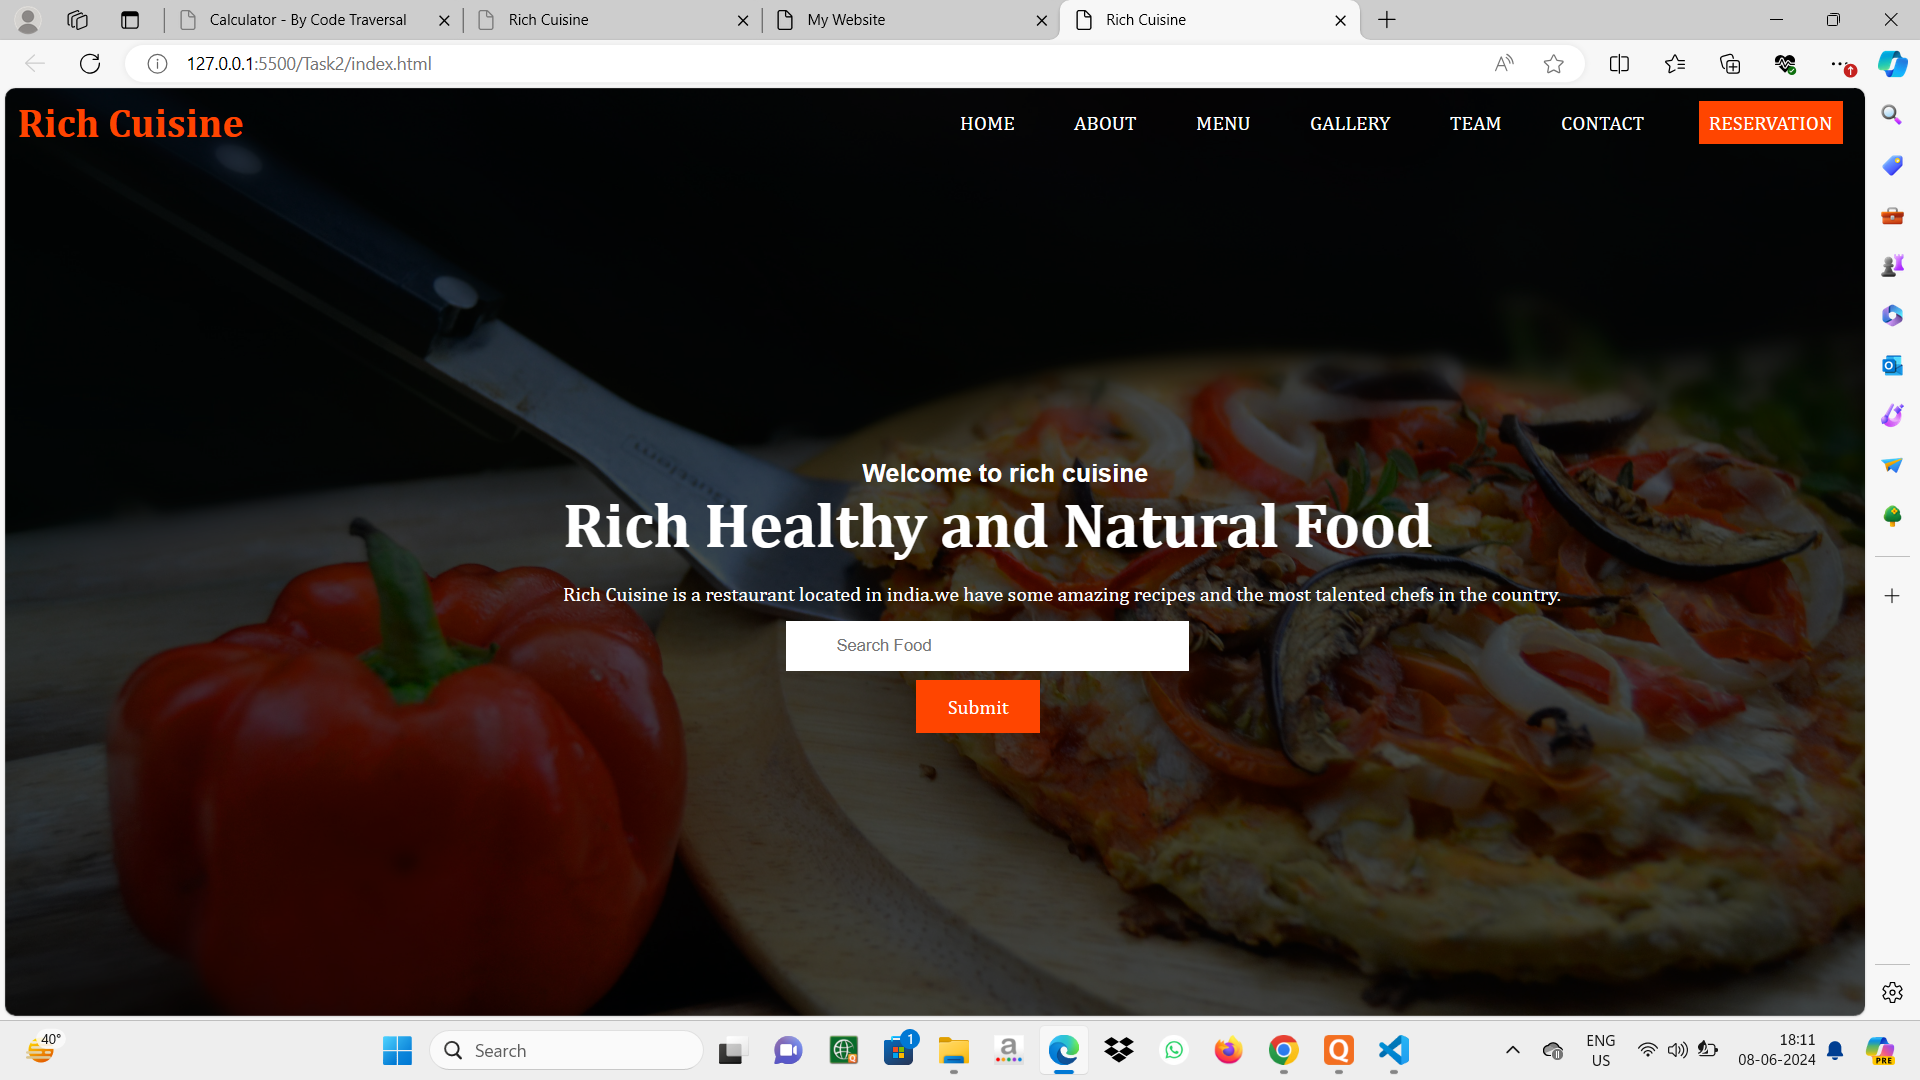 Calculator - By Code Traversal
Rich Cuisine
My Website
Rich Cuisine
127.0.0.1:5500/Task2/index.html
Rich Cuisine
HOME ABOUT MENU GALLERY TEAM CONTACT RESERVATION
Welcome to rich cuisine
Rich Healthy and Natural Food
Rich Cuisine is a restaurant located in india.we have some amazing recipes and the most talented chefs in the country.
Search Food
Submit
40°
Search
1
a
Q
ENG
US
18:11
08-06-2024
PRE